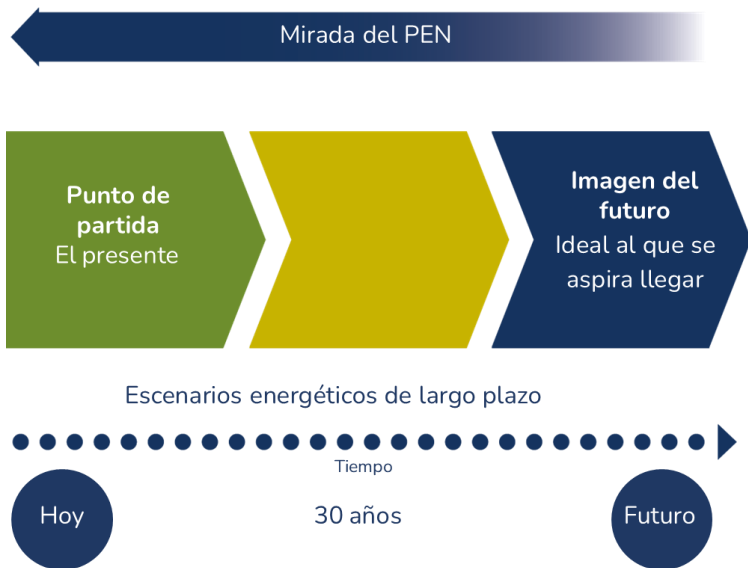 Mirada del PEN
Punto de
partida
El presente
Imagen del
futuro
Ideal al que se
aspira llegar
Escenarios energéticos de largo plazo
Tiempo
Hoy
30 años
Futuro